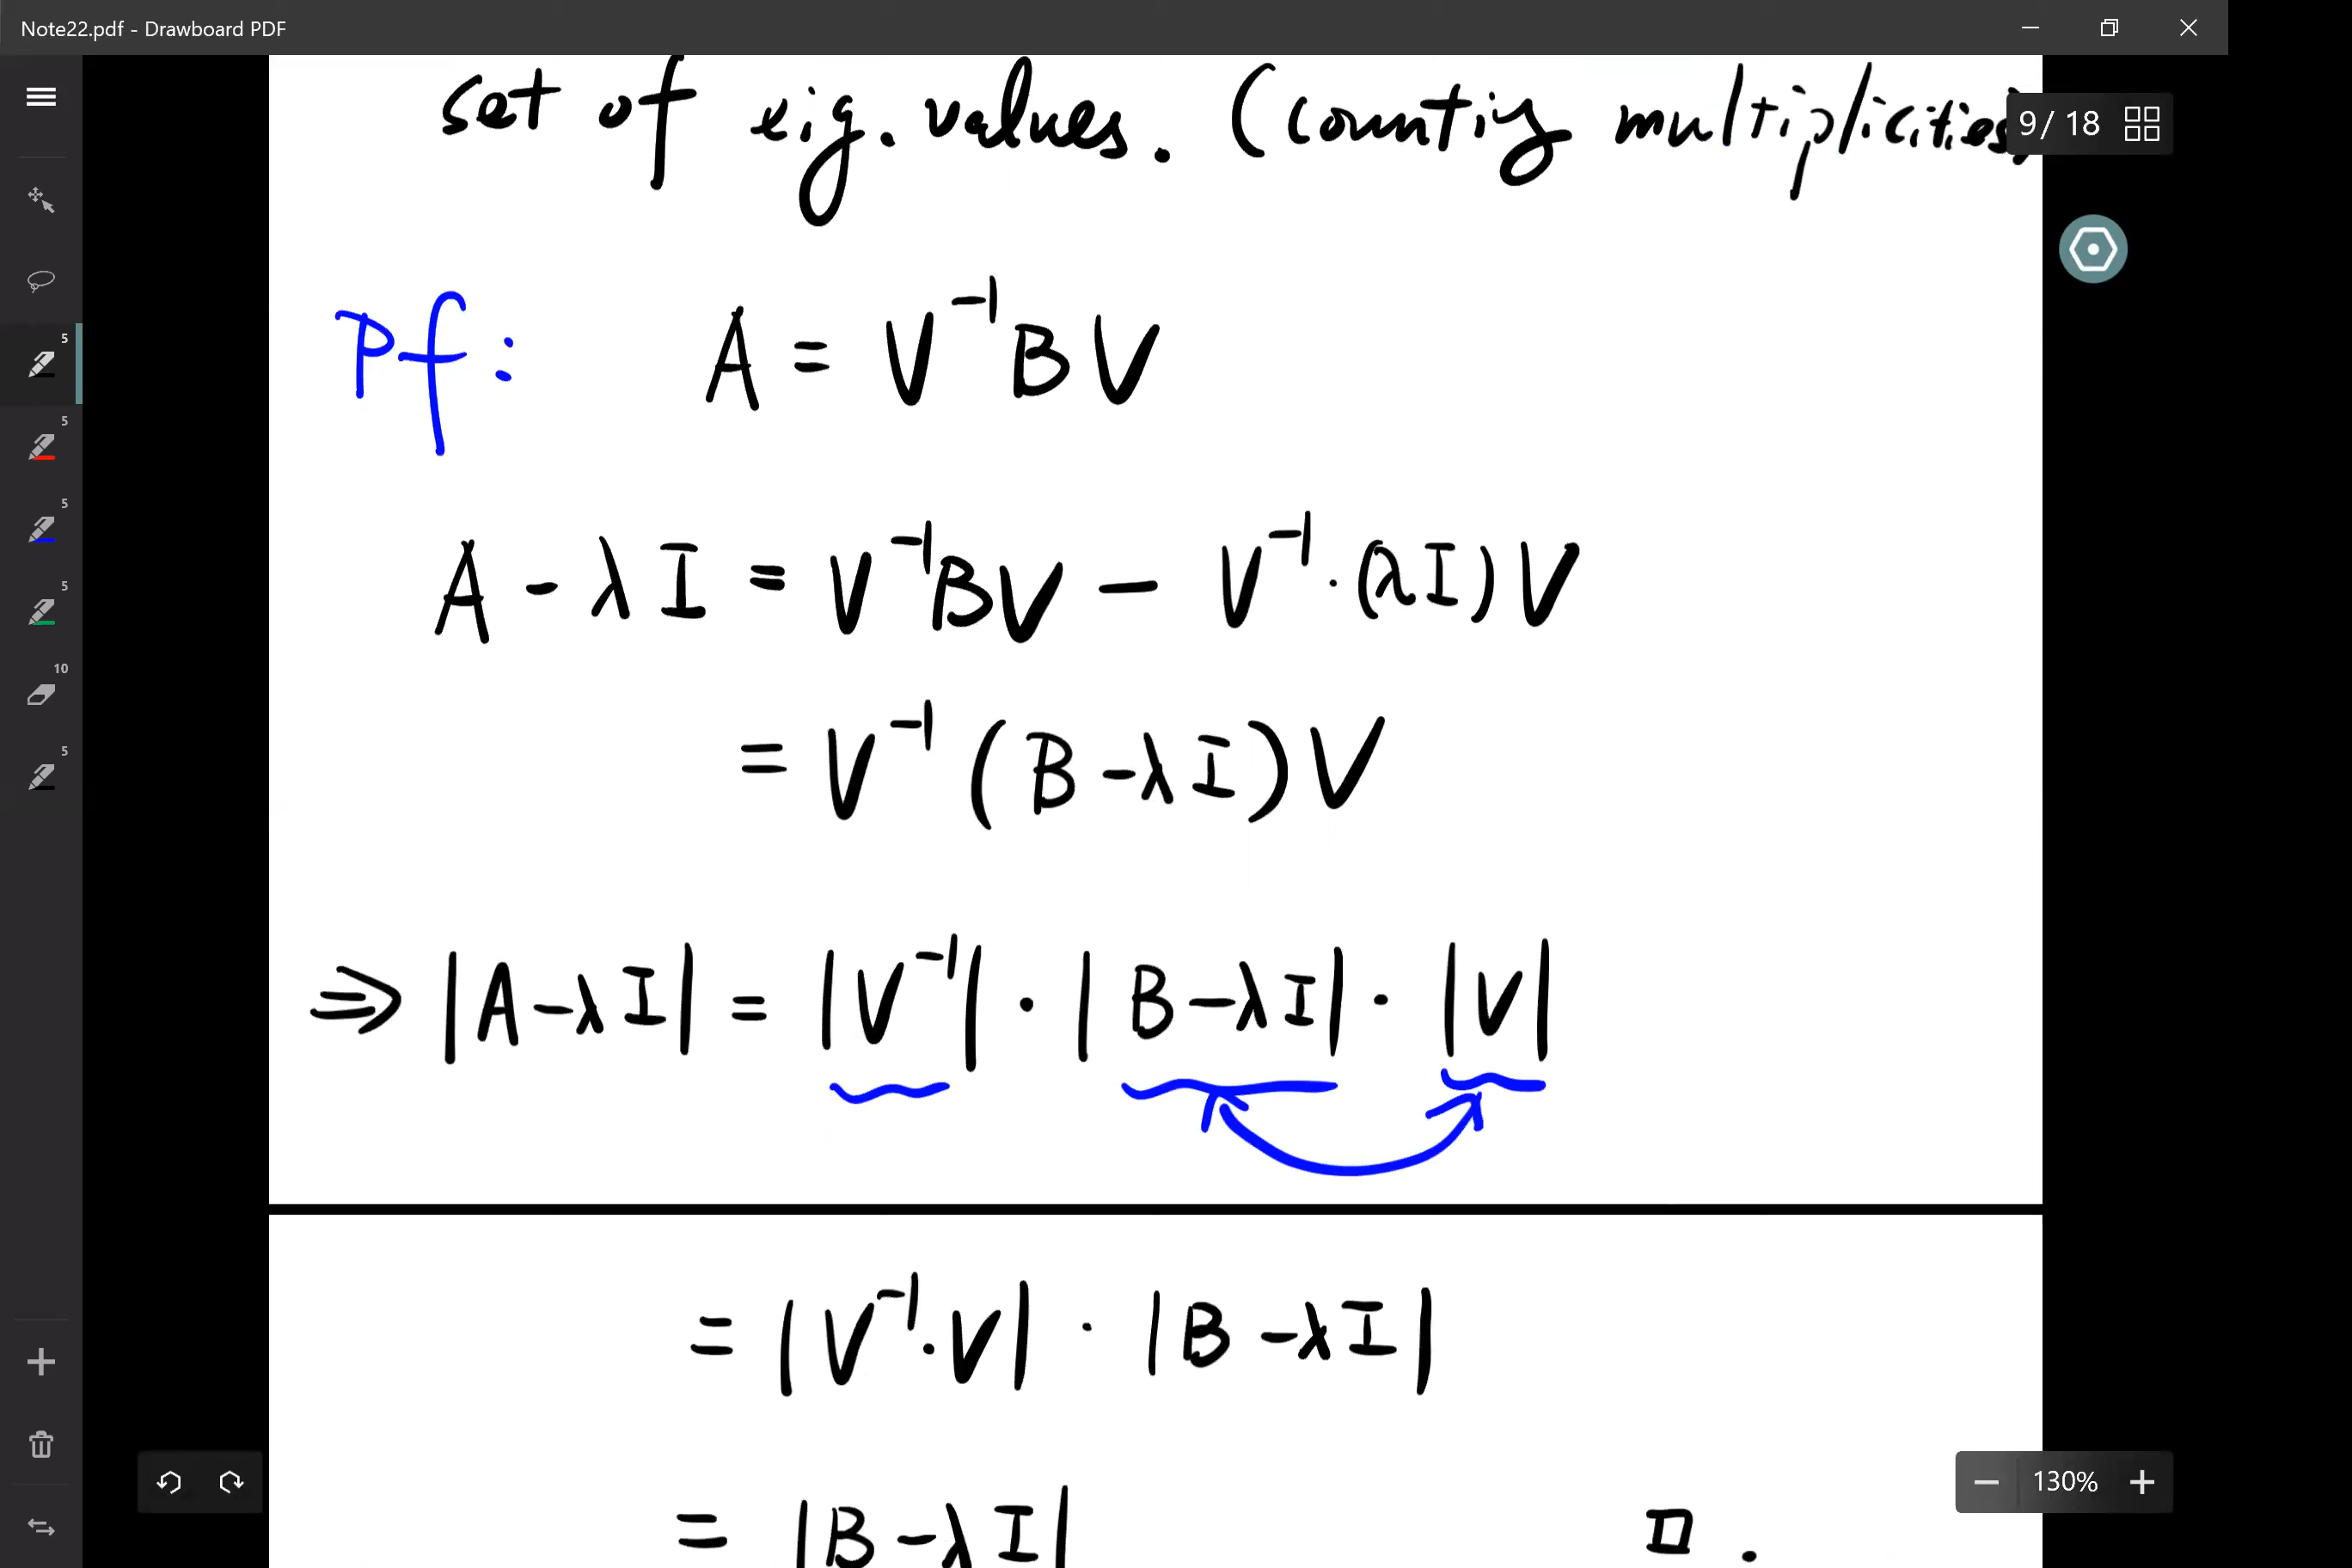 Note22.pdf - Drawboard PDF
set of eig. values. (counting multiplicities)
9/ 18
Pf: A = V⁻¹BV
A - λI = V⁻¹BV - V⁻¹·(λI)V
= V⁻¹(B-λI)V
⇒ |A-λI| = |V⁻¹| · |B-λI| · |V|
= |V⁻¹·V| · |B-λI|
= |B-λI| □.
5
5
5
5
10
5
130%